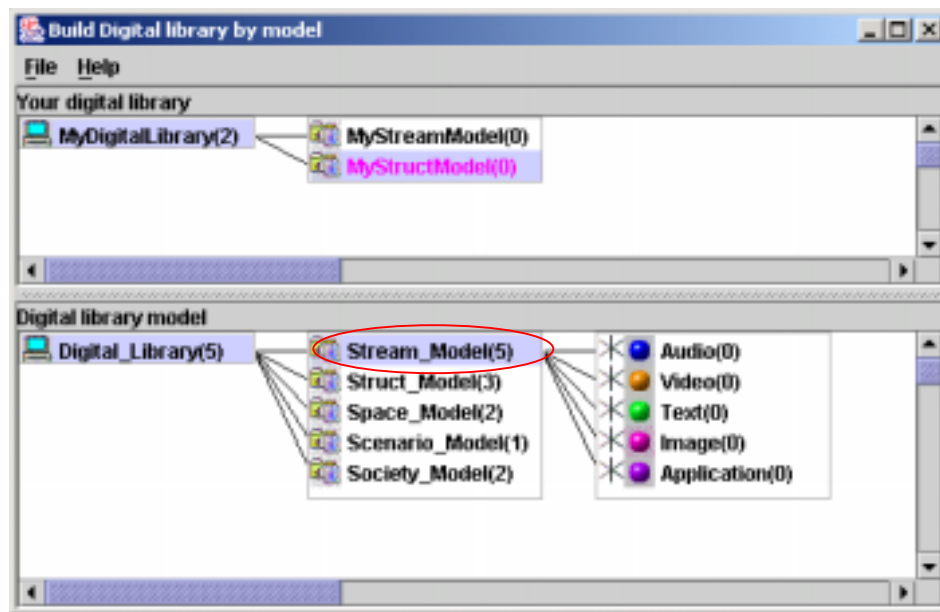 Build Digital library by model
File Help
Your digital library
MyDigitalLibrary(2)
MyStreamModel(0)
MyStructModel(0)
Digital library model
Digital_Library(5)
Stream_Model(5)
Audio(0)
Struct_Model(3)
Video(0)
Space_Model(2)
Text(0)
Scenario_Model(1)
Image(0)
Society_Model(2)
Application(0)